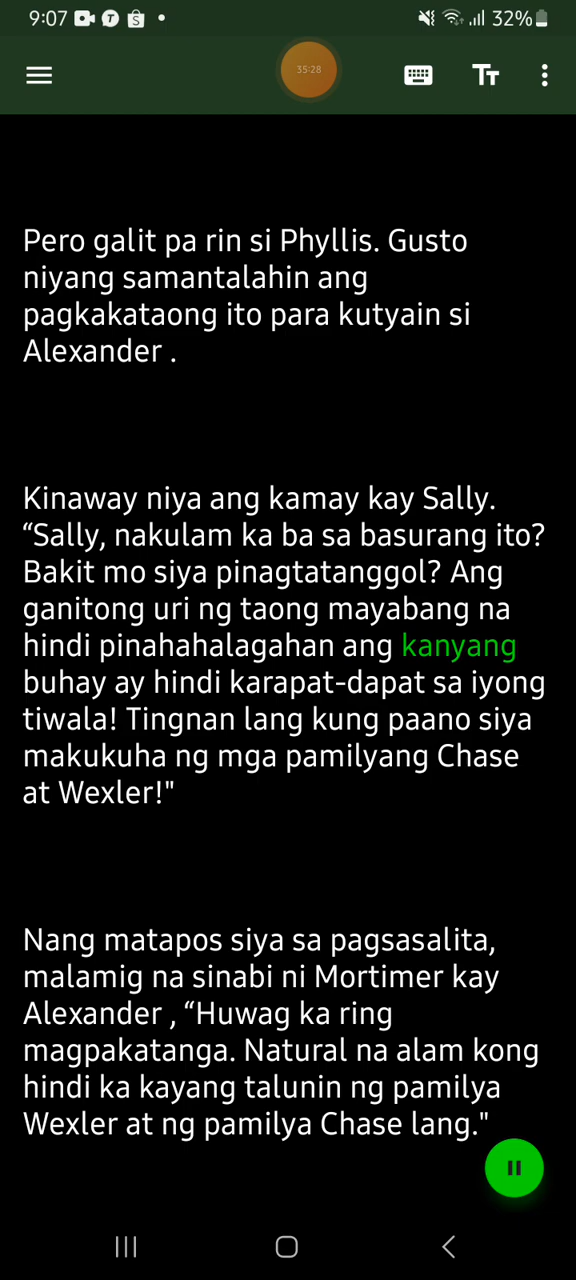 9:07
32%
35:28
Pero galit pa rin si Phyllis. Gusto
niyang samantalahin ang
pagkakataong ito para kutyain si
Alexander .
Kinaway niya ang kamay kay Sally.
“Sally, nakulam ka ba sa basurang ito?
Bakit mo siya pinagtatanggol? Ang
ganitong uri ng taong mayabang na
hindi pinahahalagahan ang kanyang
buhay ay hindi karapat-dapat sa iyong
tiwala! Tingnan lang kung paano siya
makukuha ng mga pamilyang Chase
at Wexler!"
Nang matapos siya sa pagsasalita,
malamig na sinabi ni Mortimer kay
Alexander , “Huwag ka ring
magpakatanga. Natural na alam kong
hindi ka kayang talunin ng pamilya
Wexler at ng pamilya Chase lang."